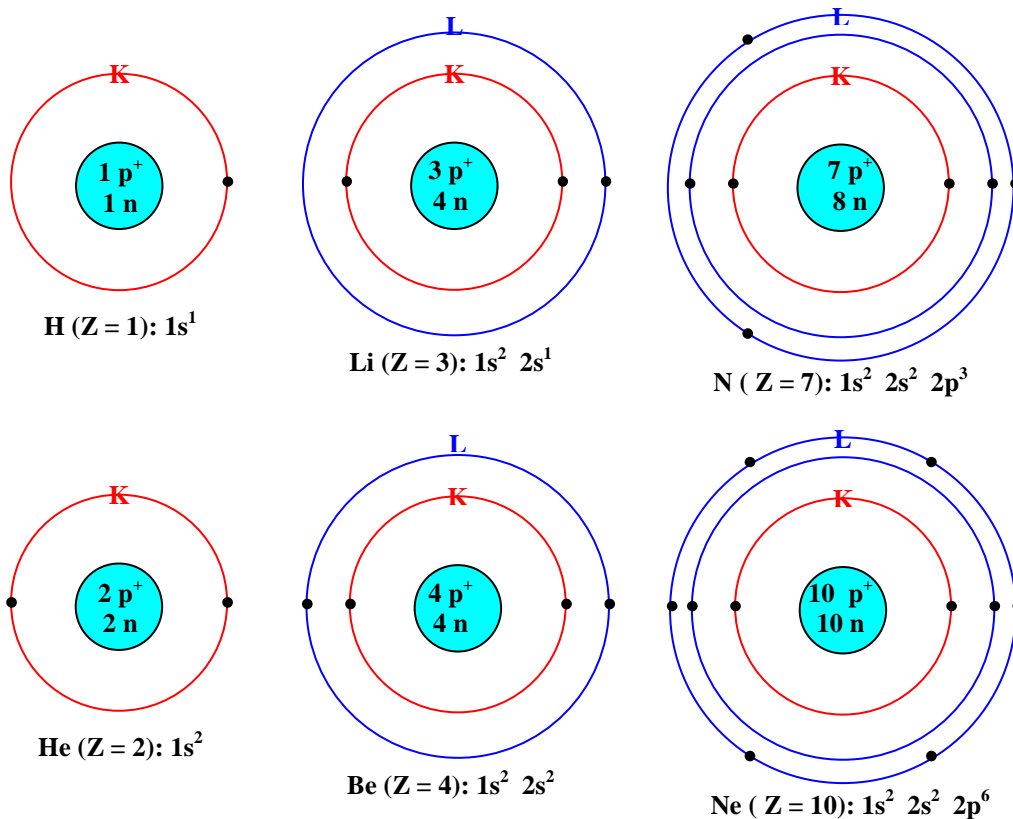 K
1 p⁺
1 n
H (Z = 1): 1s¹
L
K
3 p⁺
4 n
Li (Z = 3): 1s² 2s¹
L
K
7 p⁺
8 n
N ( Z = 7): 1s² 2s² 2p³
K
2 p⁺
2 n
He (Z = 2): 1s²
L
K
4 p⁺
4 n
Be (Z = 4): 1s² 2s²
L
K
10 p⁺
10 n
Ne ( Z = 10): 1s² 2s² 2p⁶